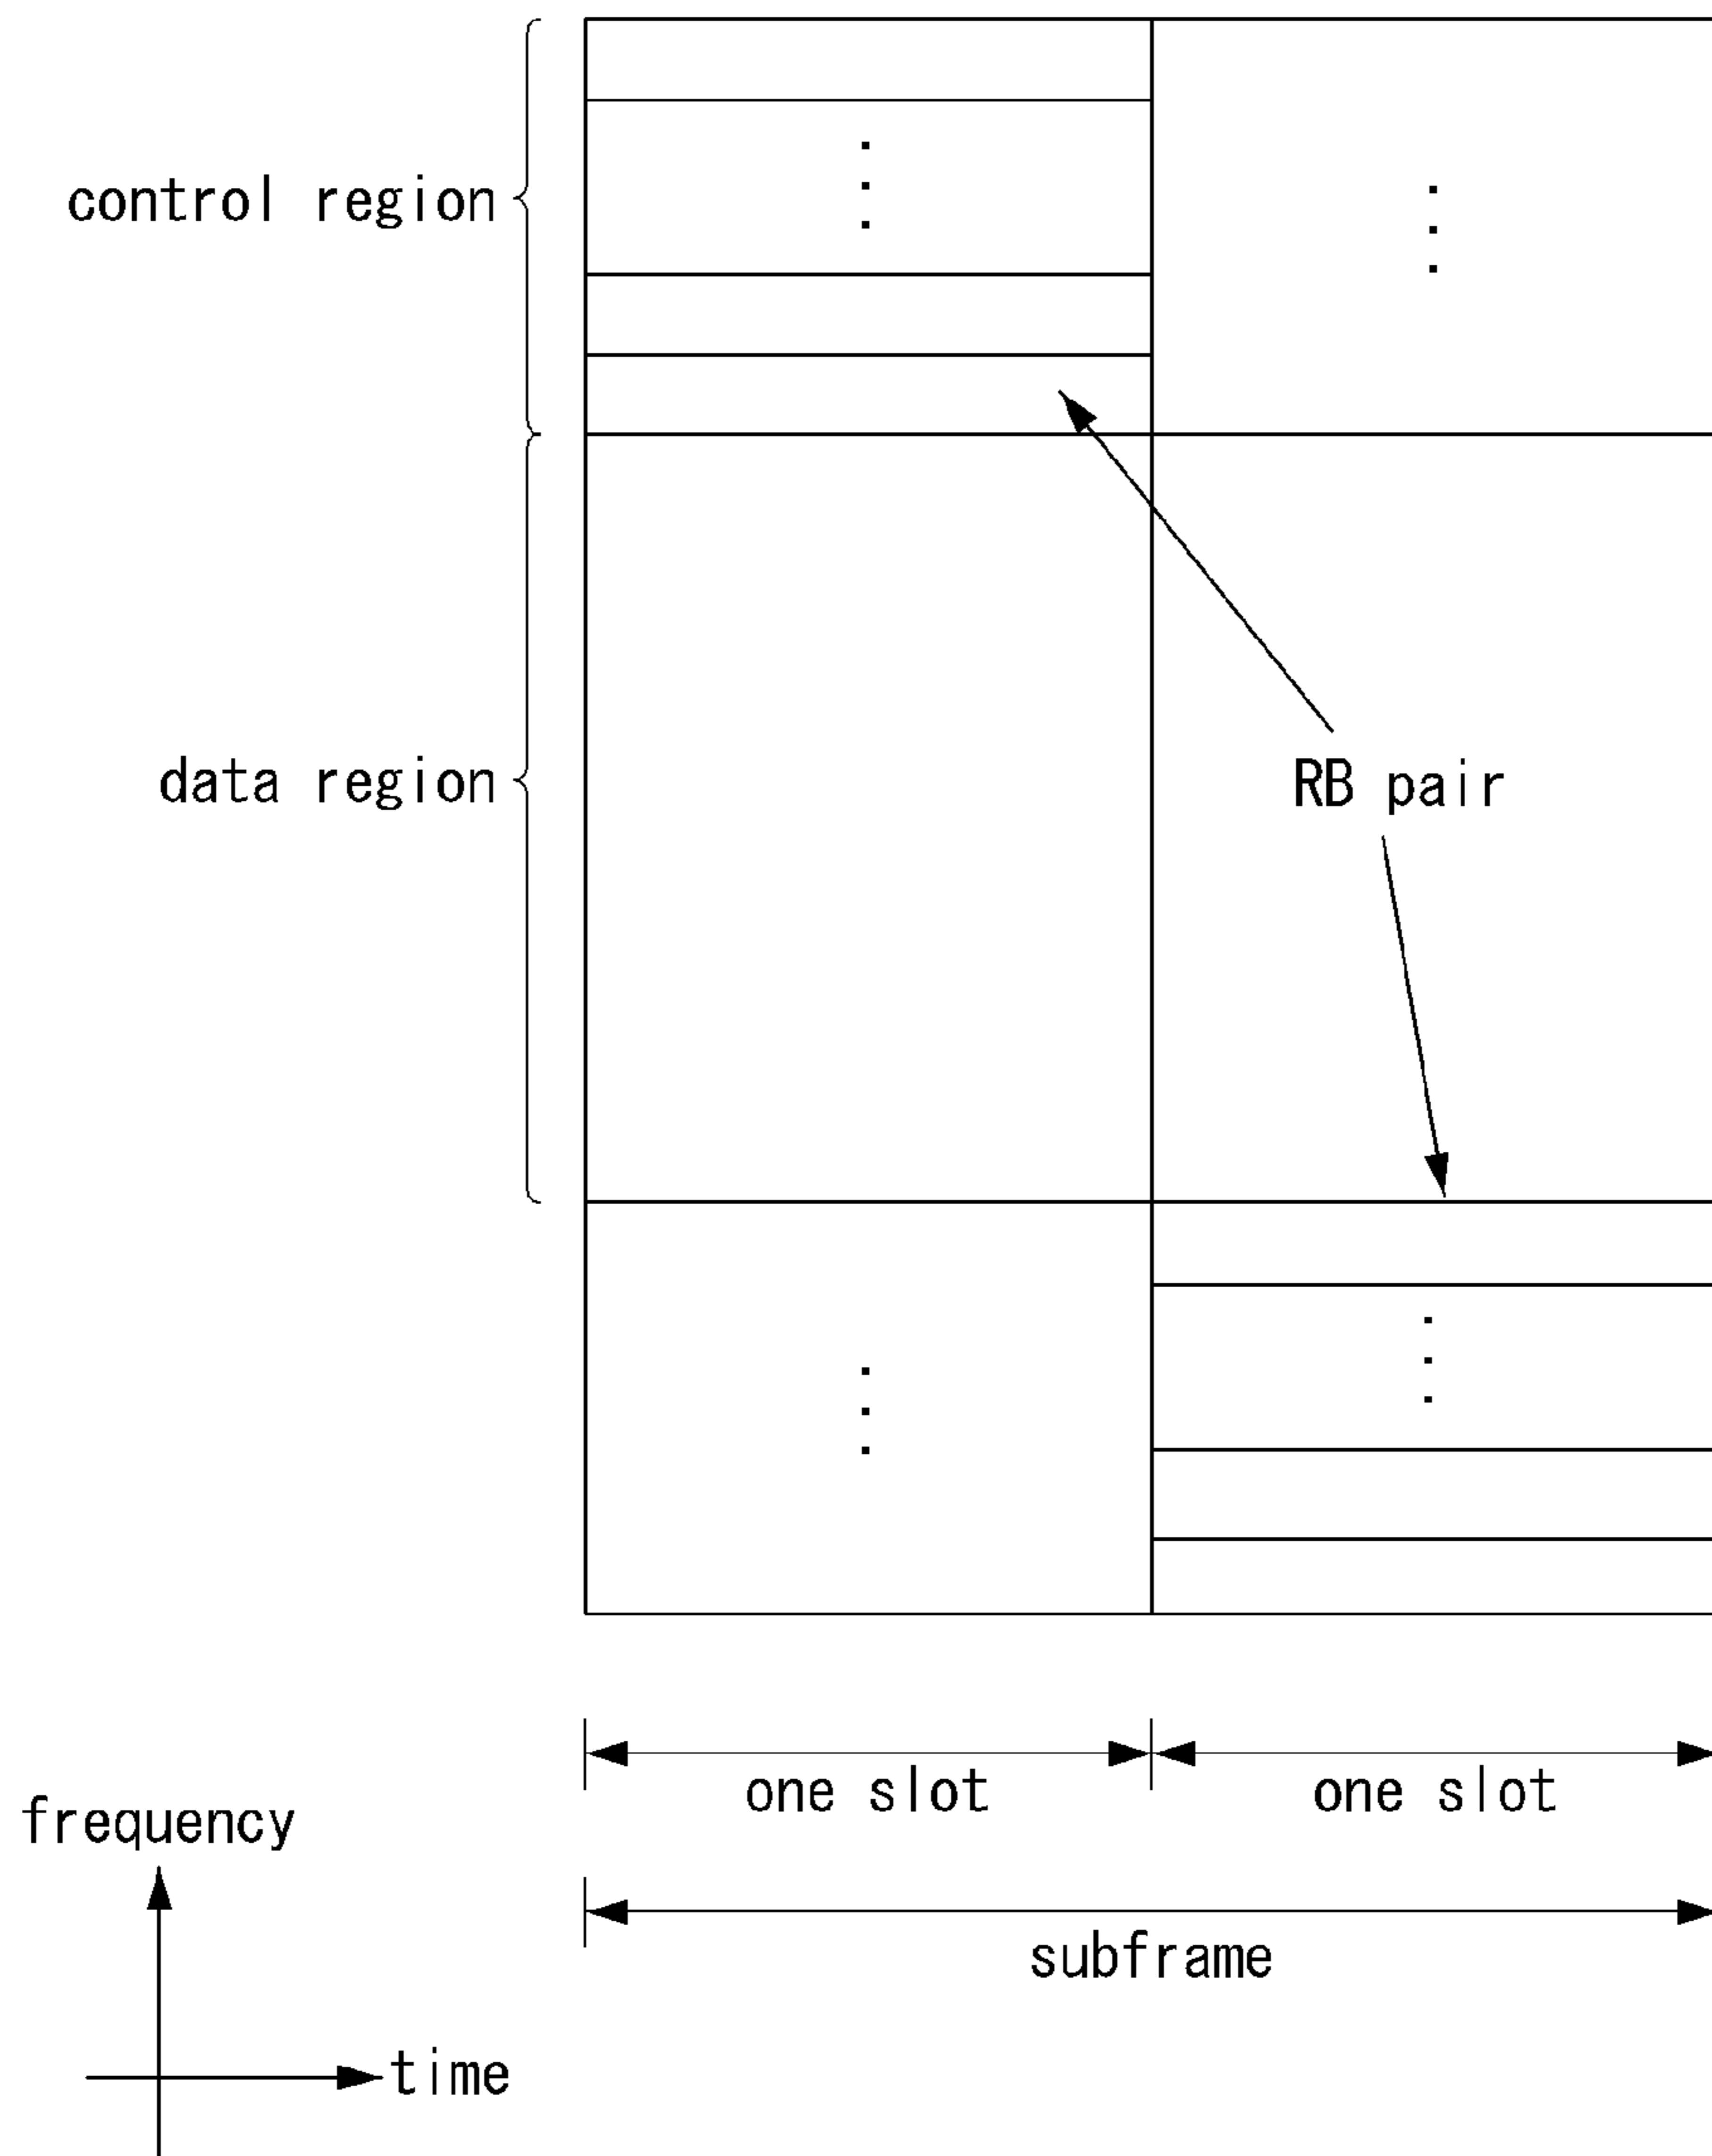 control region
data region
RB pair
one slot
one slot
frequency
subframe
time